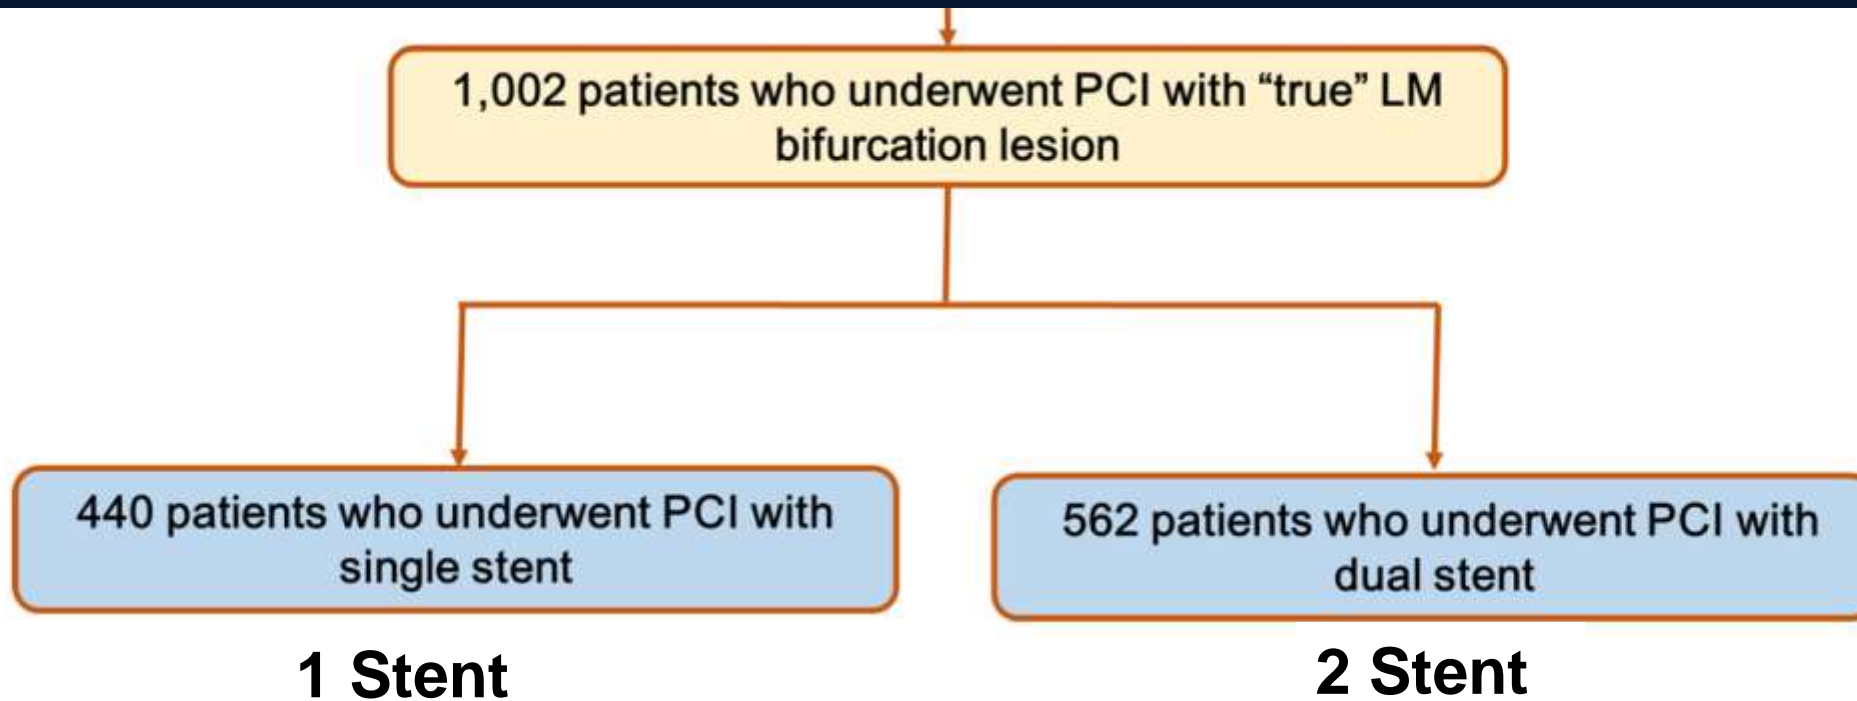 1,002 patients who underwent PCI with “true” LM
bifurcation lesion
440 patients who underwent PCI with
single stent
562 patients who underwent PCI with
dual stent
1 Stent
2 Stent